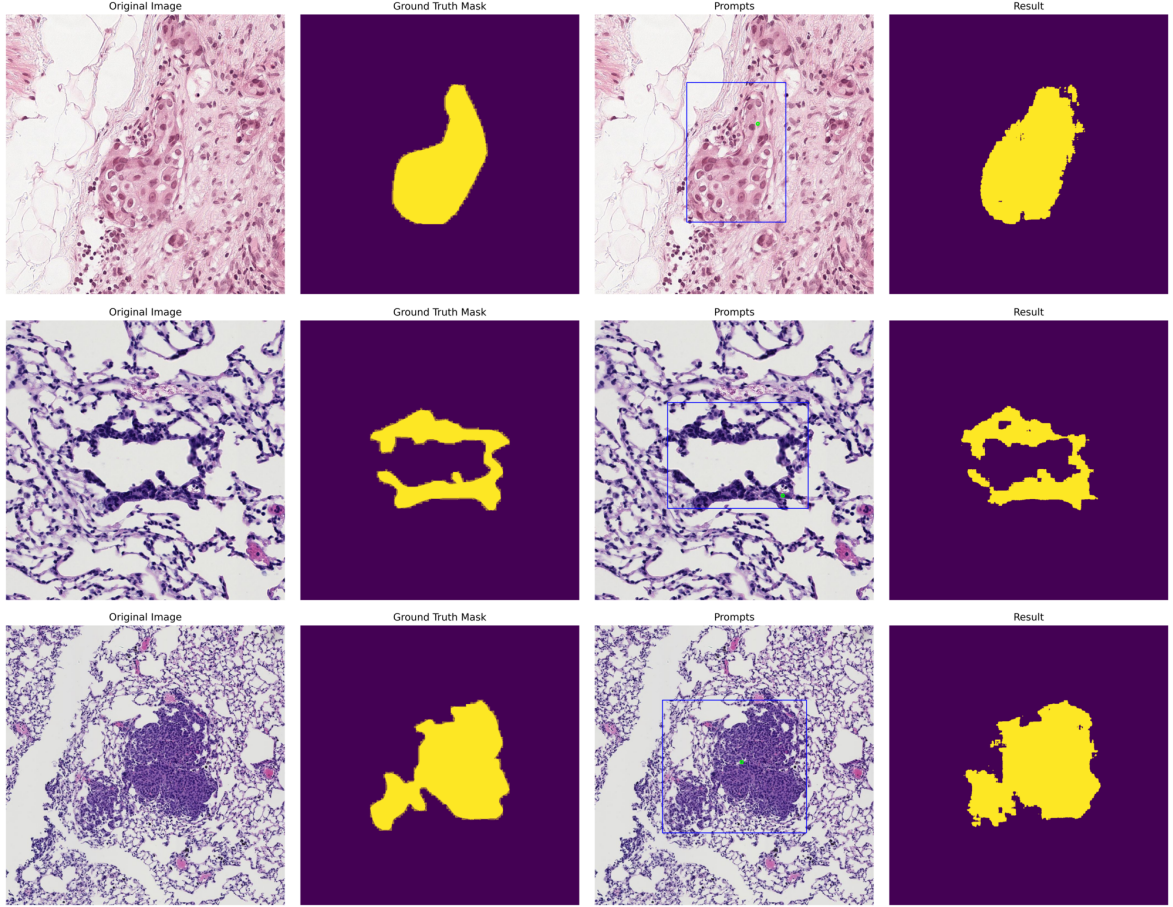 Original Image
Ground Truth Mask
Prompts
Result
Original Image
Ground Truth Mask
Prompts
Result
Original Image
Ground Truth Mask
Prompts
Result